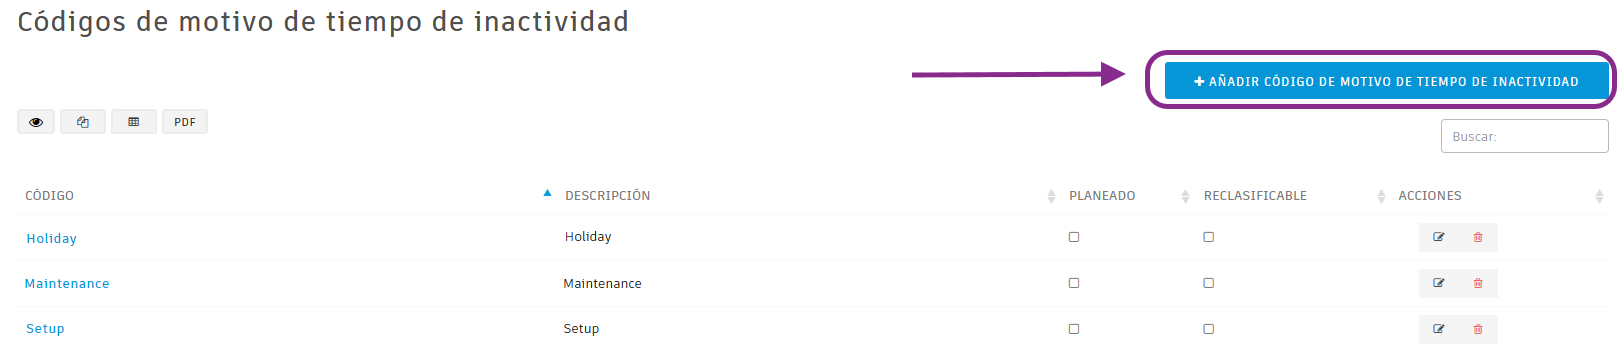 Códigos de motivo de tiempo de inactividad
AÑADIR CÓDIGO DE MOTIVO DE TIEMPO DE INACTIVIDAD
PDF
Buscar:
CÓDIGO DESCRIPCIÓN PLANEADO RECLASIFICABLE ACCIONES
Holiday Holiday
Maintenance Maintenance
Setup Setup